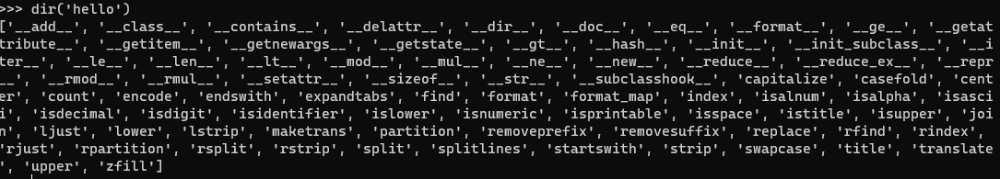 >>> dir('hello')
['__add__', '__class__', '__contains__', '__delattr__', '__dir__', '__doc__', '__eq__', '__format__', '__ge__', '__getat
tribute__', '__getitem__', '__getnewargs__', '__getstate__', '__gt__', '__hash__', '__init__', '__init_subclass__', '__i
ter__', '__le__', '__len__', '__lt__', '__mod__', '__mul__', '__ne__', '__new__', '__reduce__', '__reduce_ex__', '__repr
__', '__rmod__', '__rmul__', '__setattr__', '__sizeof__', '__str__', '__subclasshook__', 'capitalize', 'casefold', 'cent
er', 'count', 'encode', 'endswith', 'expandtabs', 'find', 'format', 'format_map', 'index', 'isalnum', 'isalpha', 'isasci
i', 'isdecimal', 'isdigit', 'isidentifier', 'islower', 'isnumeric', 'isprintable', 'isspace', 'istitle', 'isupper', 'joi
n', 'ljust', 'lower', 'lstrip', 'maketrans', 'partition', 'removeprefix', 'removesuffix', 'replace', 'rfind', 'rindex',
'rjust', 'rpartition', 'rsplit', 'rstrip', 'split', 'splitlines', 'startswith', 'strip', 'swapcase', 'title', 'translate
', 'upper', 'zfill']